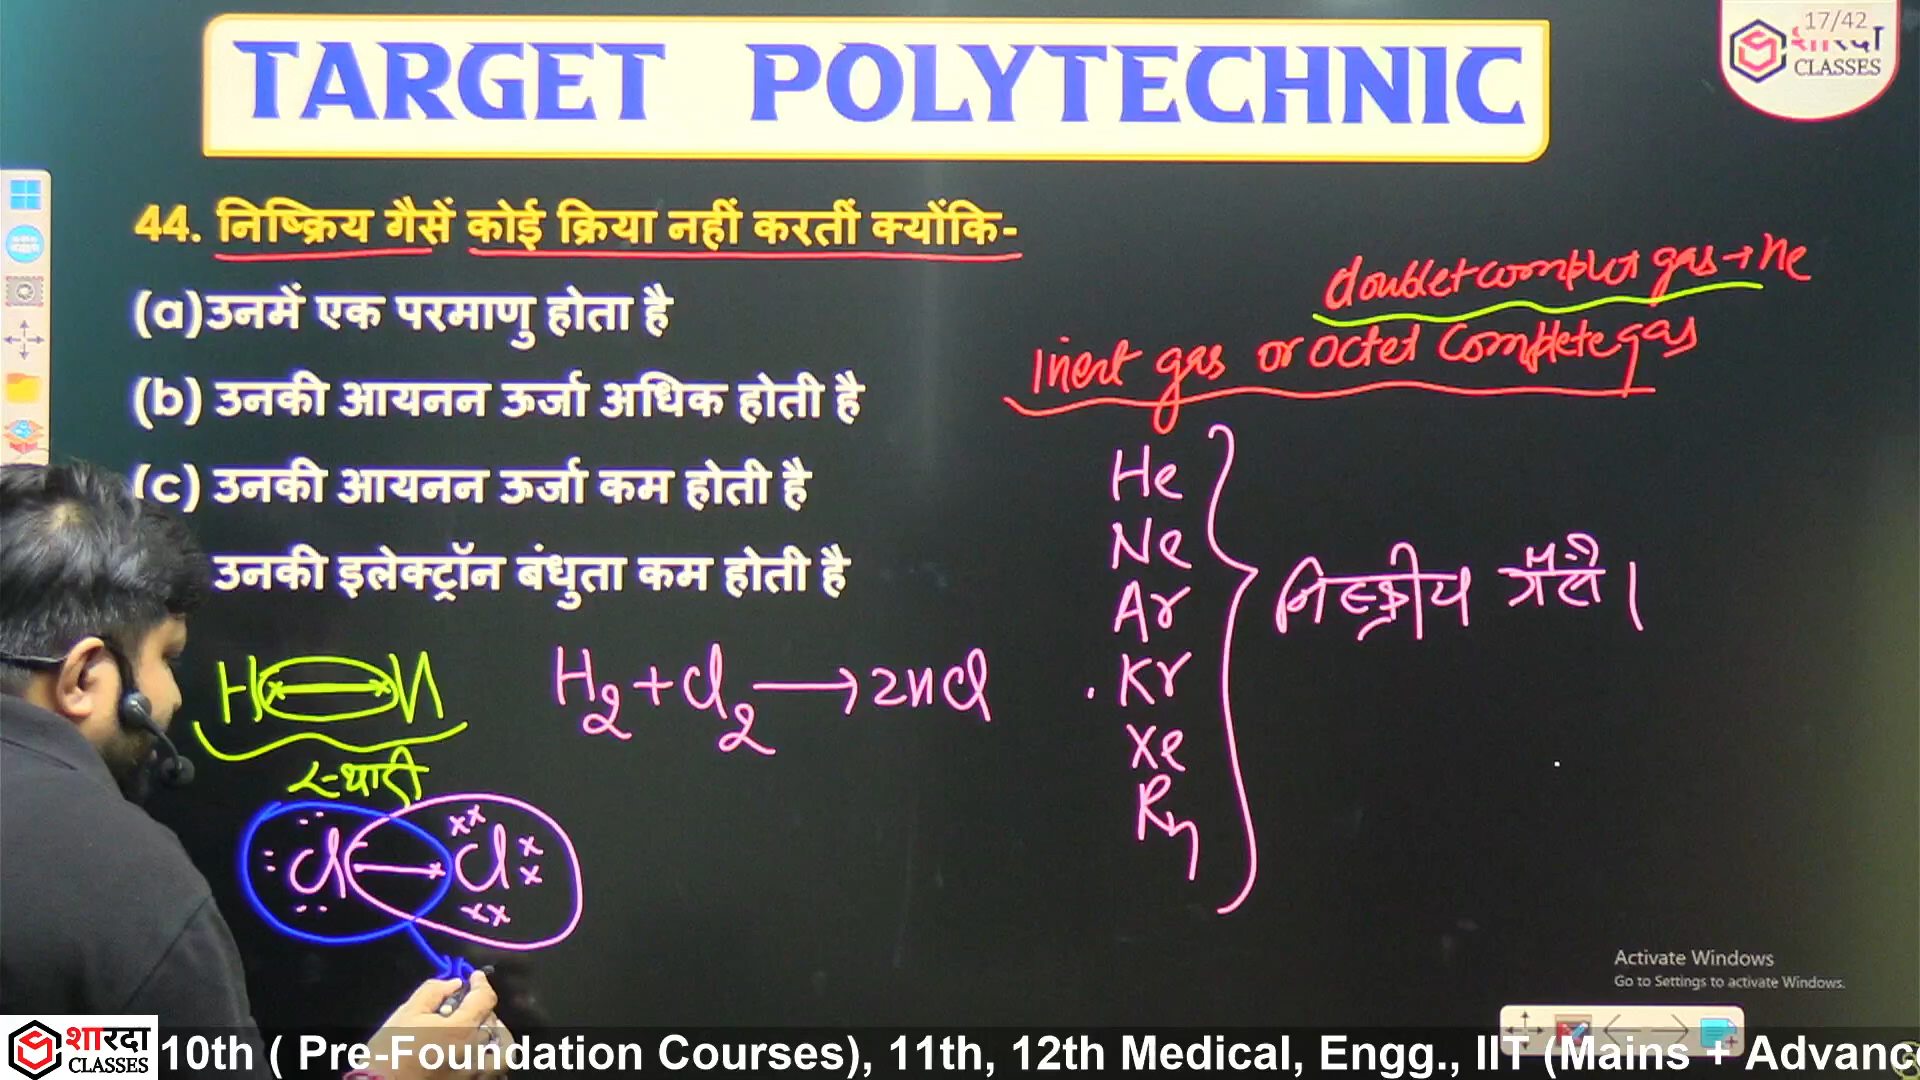 TARGET POLYTECHNIC
17/42
शारदा
CLASSES
44. निष्क्रिय गैसें कोई क्रिया नहीं करतीं क्योंकि-
(a)उनमें एक परमाणु होता है
(b) उनकी आयनन ऊर्जा अधिक होती है
(c) उनकी आयनन ऊर्जा कम होती है
उनकी इलेक्ट्रॉन बंधुता कम होती है
gas→He
Inert gas or octet complete gas
He
Ne
Ar
Kr
Xe
Rn
H2+Cl2→2HCl
Cl Cl
Activate Windows
Go to Settings to activate Windows.
शारदा
CLASSES
10th ( Pre-Foundation Courses), 11th, 12th Medical, Engg., IIT (Mains + Advanc